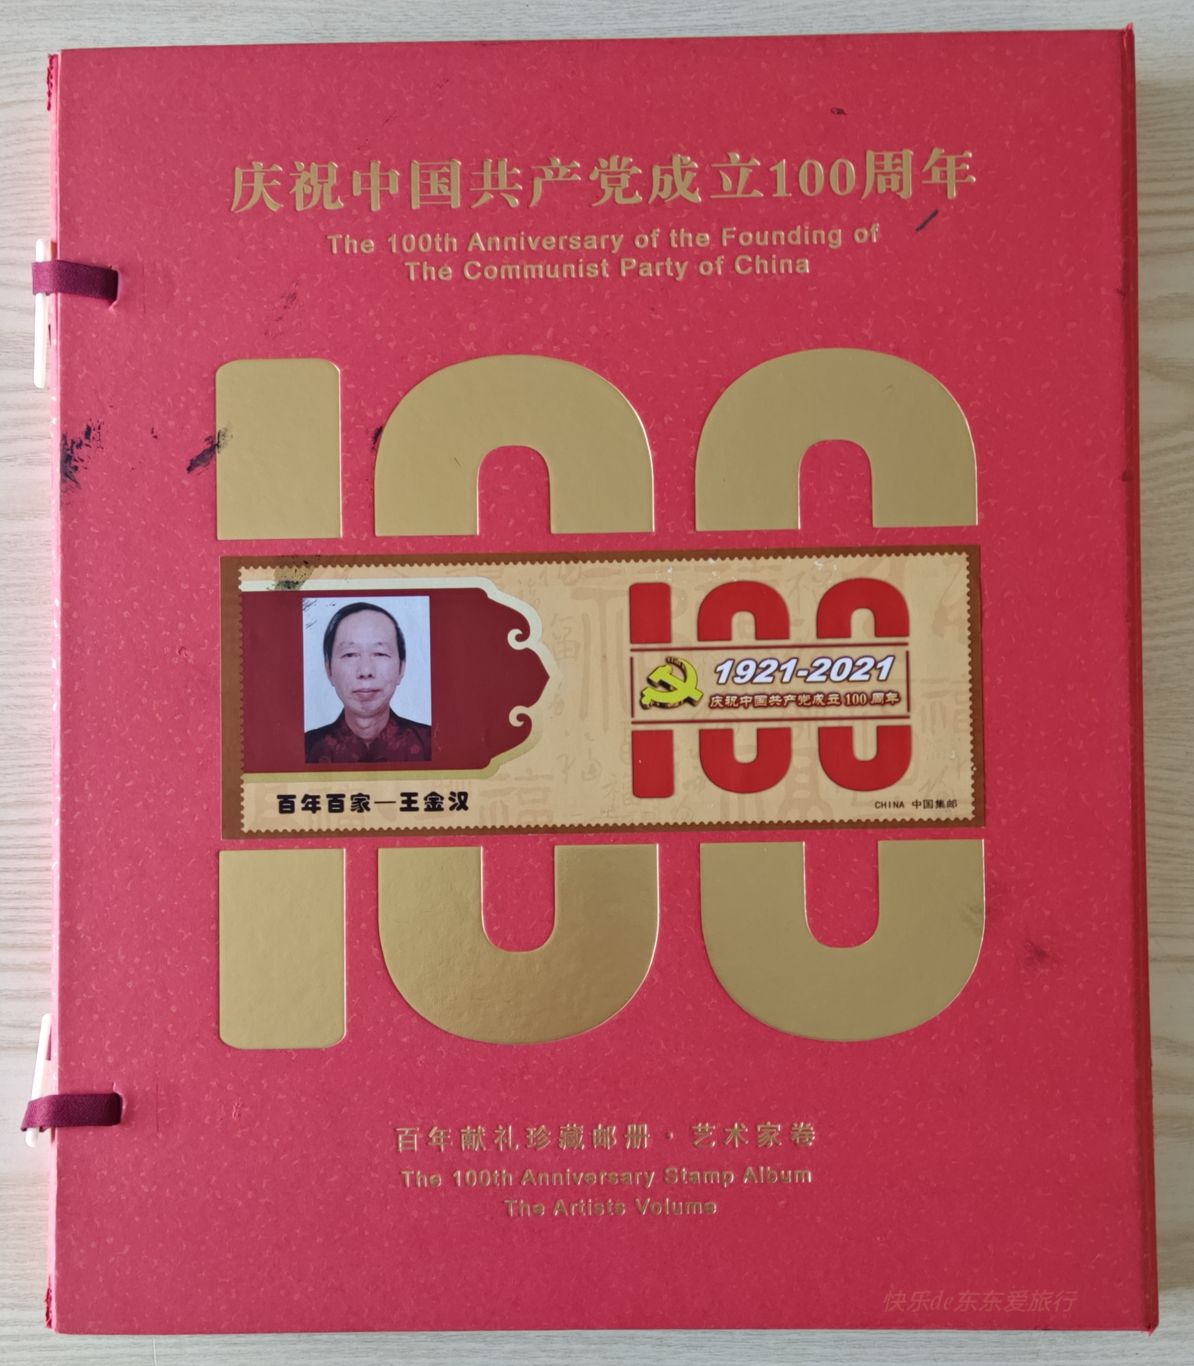 庆祝中国共产党成立100周年
The 100th Anniversary of the Founding of
The Communist Party of China
100
100
1921-2021
庆祝中国共产党成立100周年
百年百家—王金汉
CHINA 中国集邮
百年献礼珍藏邮册·艺术家卷
The 100th Anniversary Stamp Album
The Artists Volume
快乐de东东爱旅行